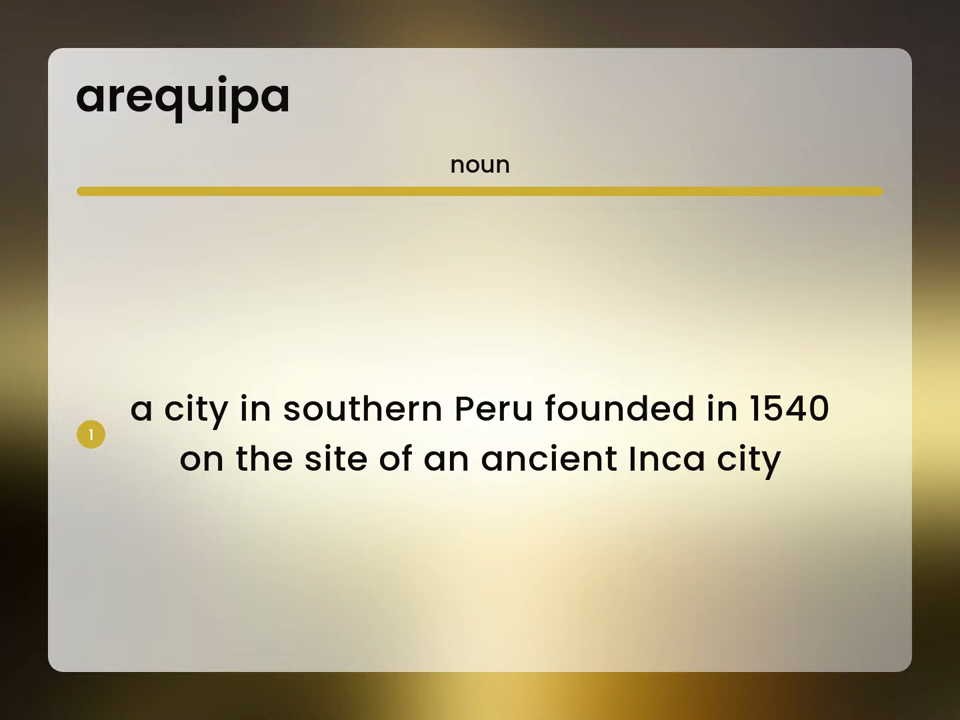 arequipa
noun
1
a city in southern Peru founded in 1540
on the site of an ancient Inca city